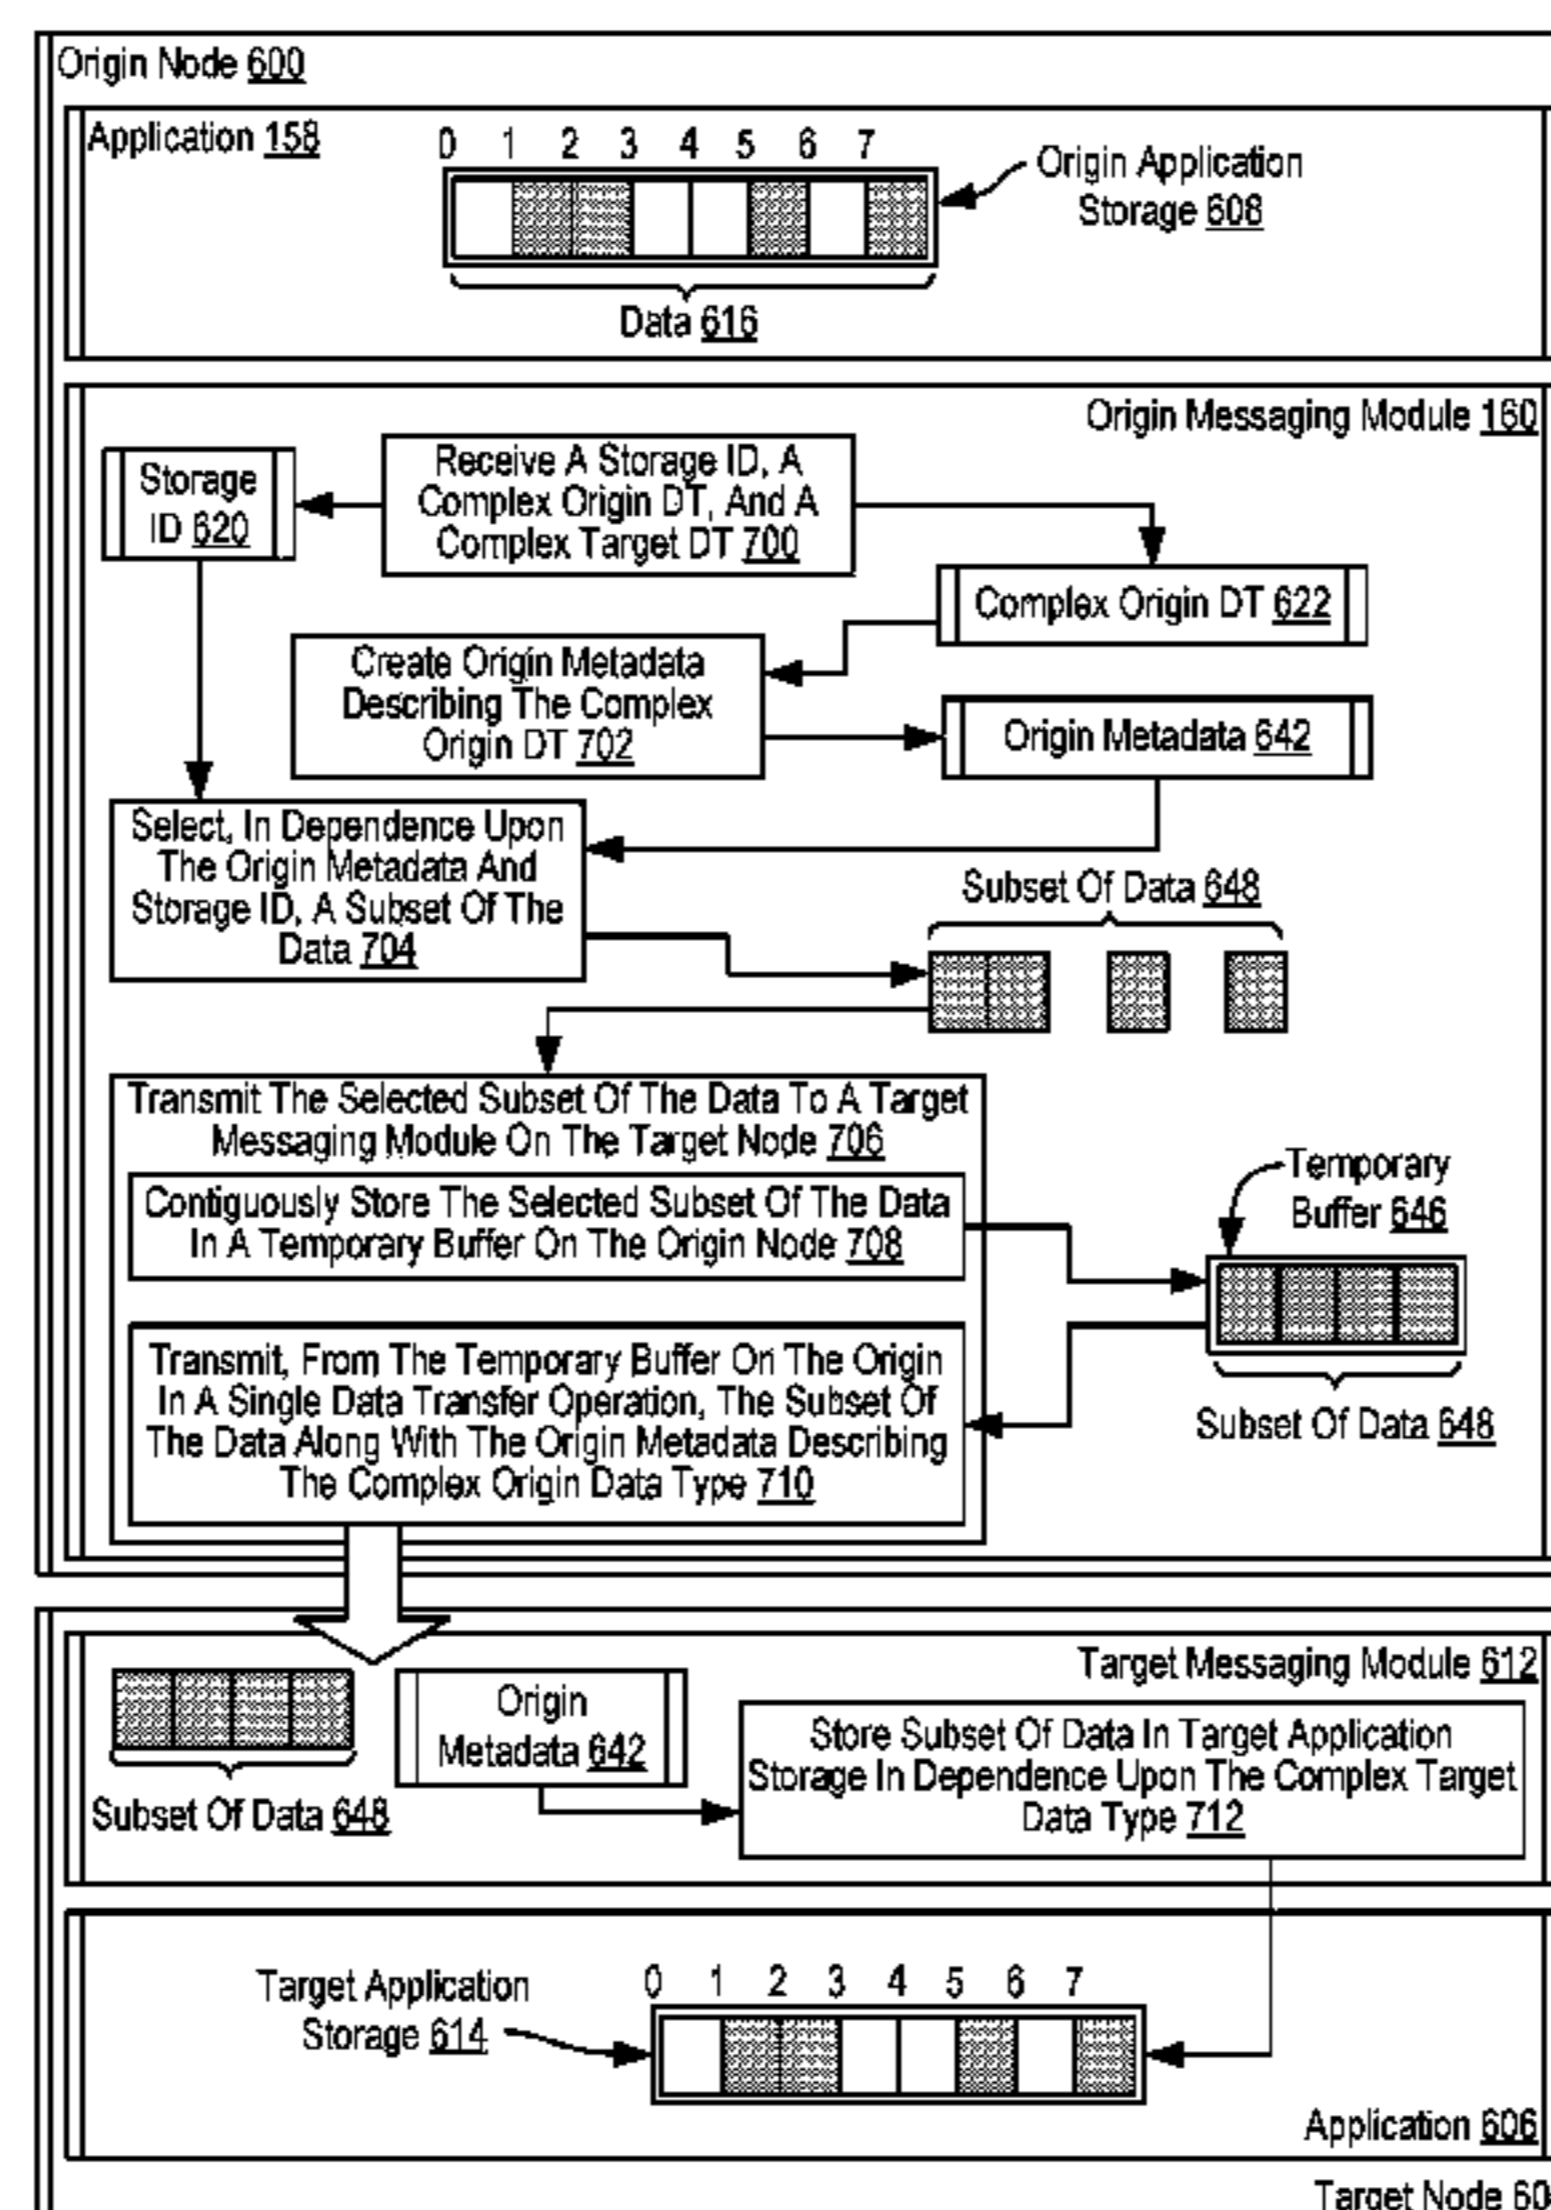 Origin Node 600
Application 158
0 1 2 3 4 5 6 7
Origin Application
Storage 608
Data 616
Origin Messaging Module 160
Storage
ID 620
Receive A Storage ID, A
Complex Origin DT, And A
Complex Target DT 700
Complex Origin DT 622
Create Origin Metadata
Describing The Complex
Origin DT 702
Origin Metadata 642
Select, In Dependence Upon
The Origin Metadata And
Storage ID, A Subset Of The
Data 704
Subset Of Data 648
Transmit The Selected Subset Of The Data To A Target
Messaging Module On The Target Node 706
Contiguously Store The Selected Subset Of The Data
In A Temporary Buffer On The Origin Node 708
Temporary
Buffer 646
Transmit, From The Temporary Buffer On The Origin
In A Single Data Transfer Operation, The Subset Of
The Data Along With The Origin Metadata Describing
The Complex Origin Data Type 710
Subset Of Data 648
Target Messaging Module 612
Origin
Metadata 642
Subset Of Data 648
Store Subset Of Data In Target Application
Storage In Dependence Upon The Complex Target
Data Type 712
Target Application
Storage 614
0 1 2 3 4 5 6 7
Application 606
Target Node 60